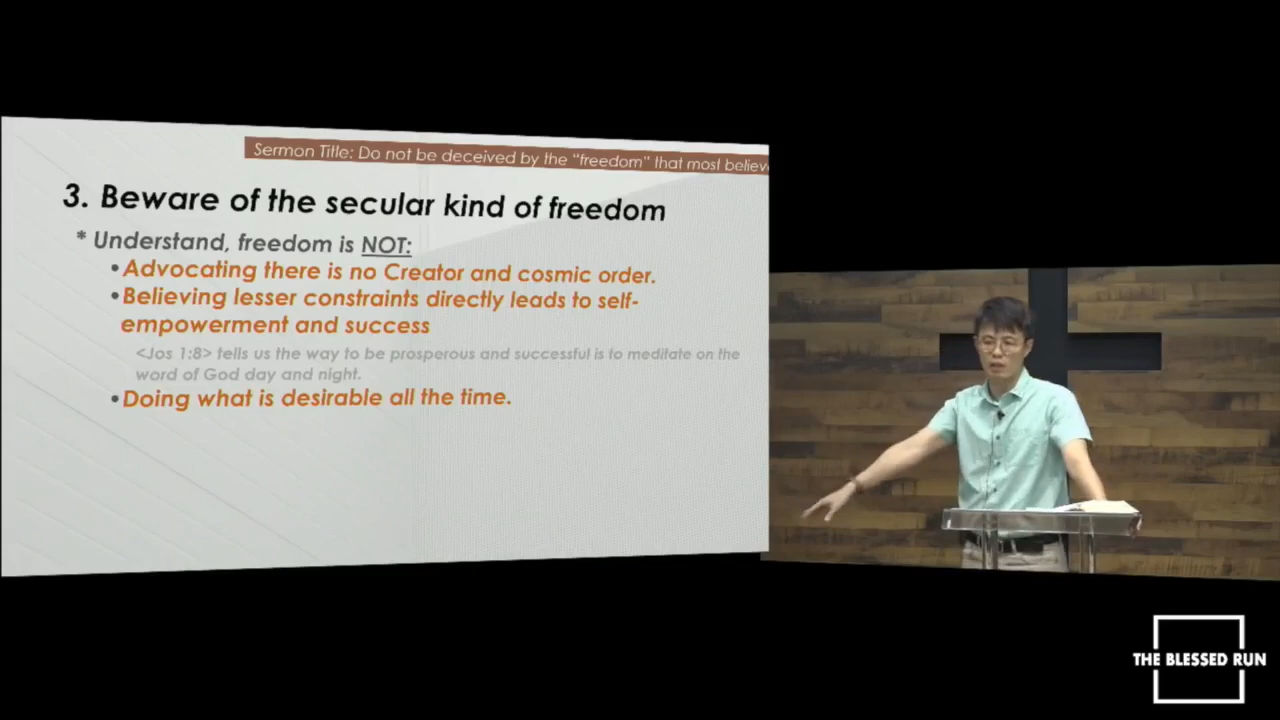 Sermon Title: Do not be deceived by the "freedom" that most believ
3. Beware of the secular kind of freedom
* Understand, freedom is NOT:
•Advocating there is no Creator and cosmic order.
•Believing lesser constraints directly leads to self-
empowerment and success
<Jos 1:8> tells us the way to be prosperous and successful is to meditate on the
word of God day and night.
•Doing what is desirable all the time.
THE BLESSED RUN